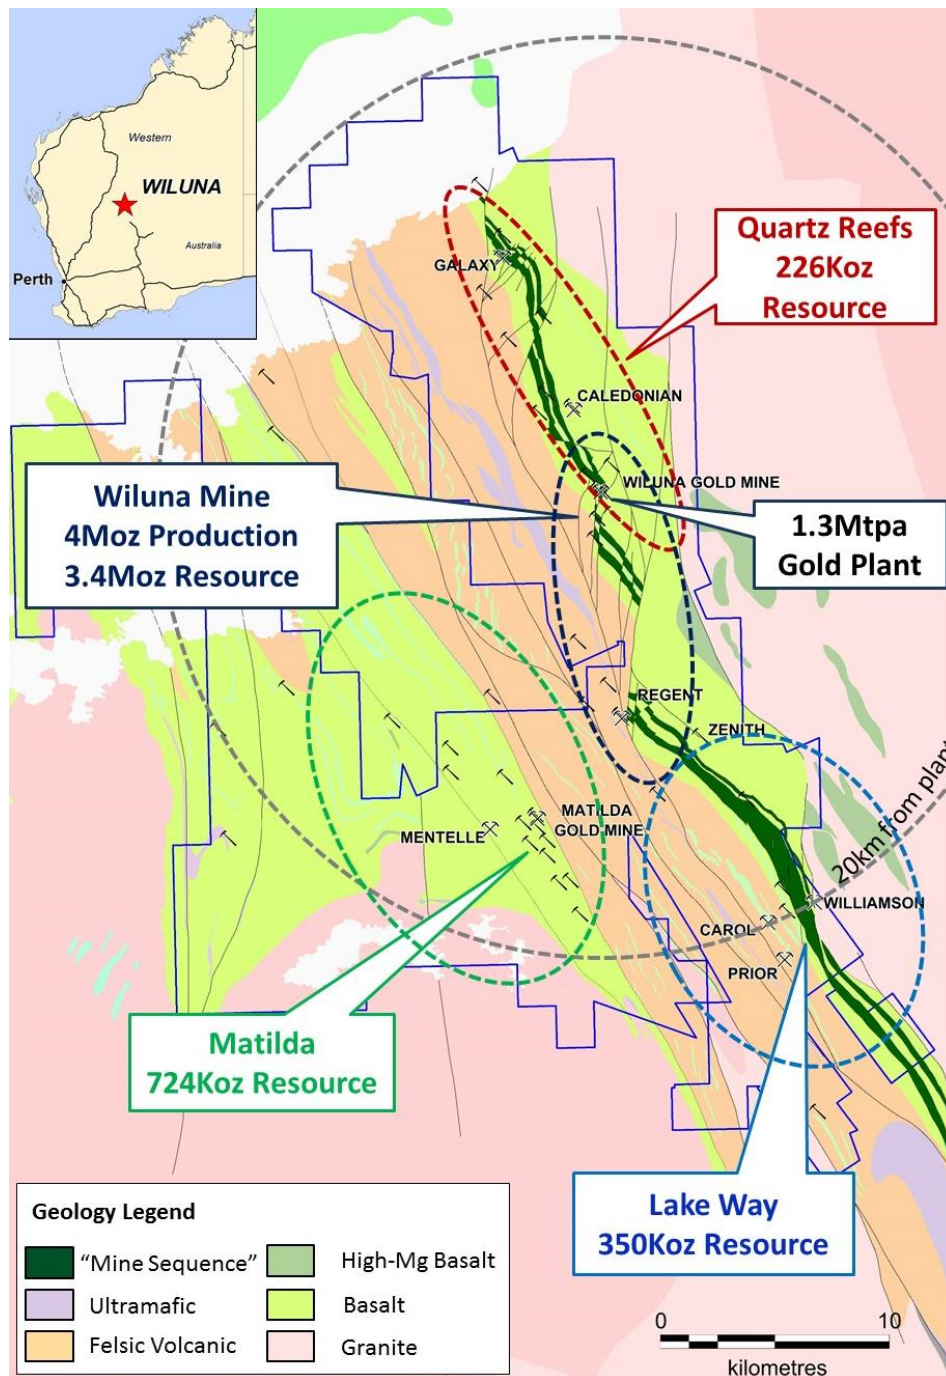 Western
WILUNA
Australia
Perth
Quartz Reefs
226Koz
Resource
GALAXY
CALEDONIAN
WILUNA GOLD MINE
Wiluna Mine
4Moz Production
3.4Moz Resource
1.3Mtpa
Gold Plant
REGENT
ZENITH
MATILDA
GOLD MINE
MENTELLE
20km from plant
WILLIAMSON
CAROL
PRIOR
Matilda
724Koz Resource
Lake Way
350Koz Resource
Geology Legend
“Mine Sequence”
High-Mg Basalt
Ultramafic
Basalt
Felsic Volcanic
Granite
0 10
kilometres